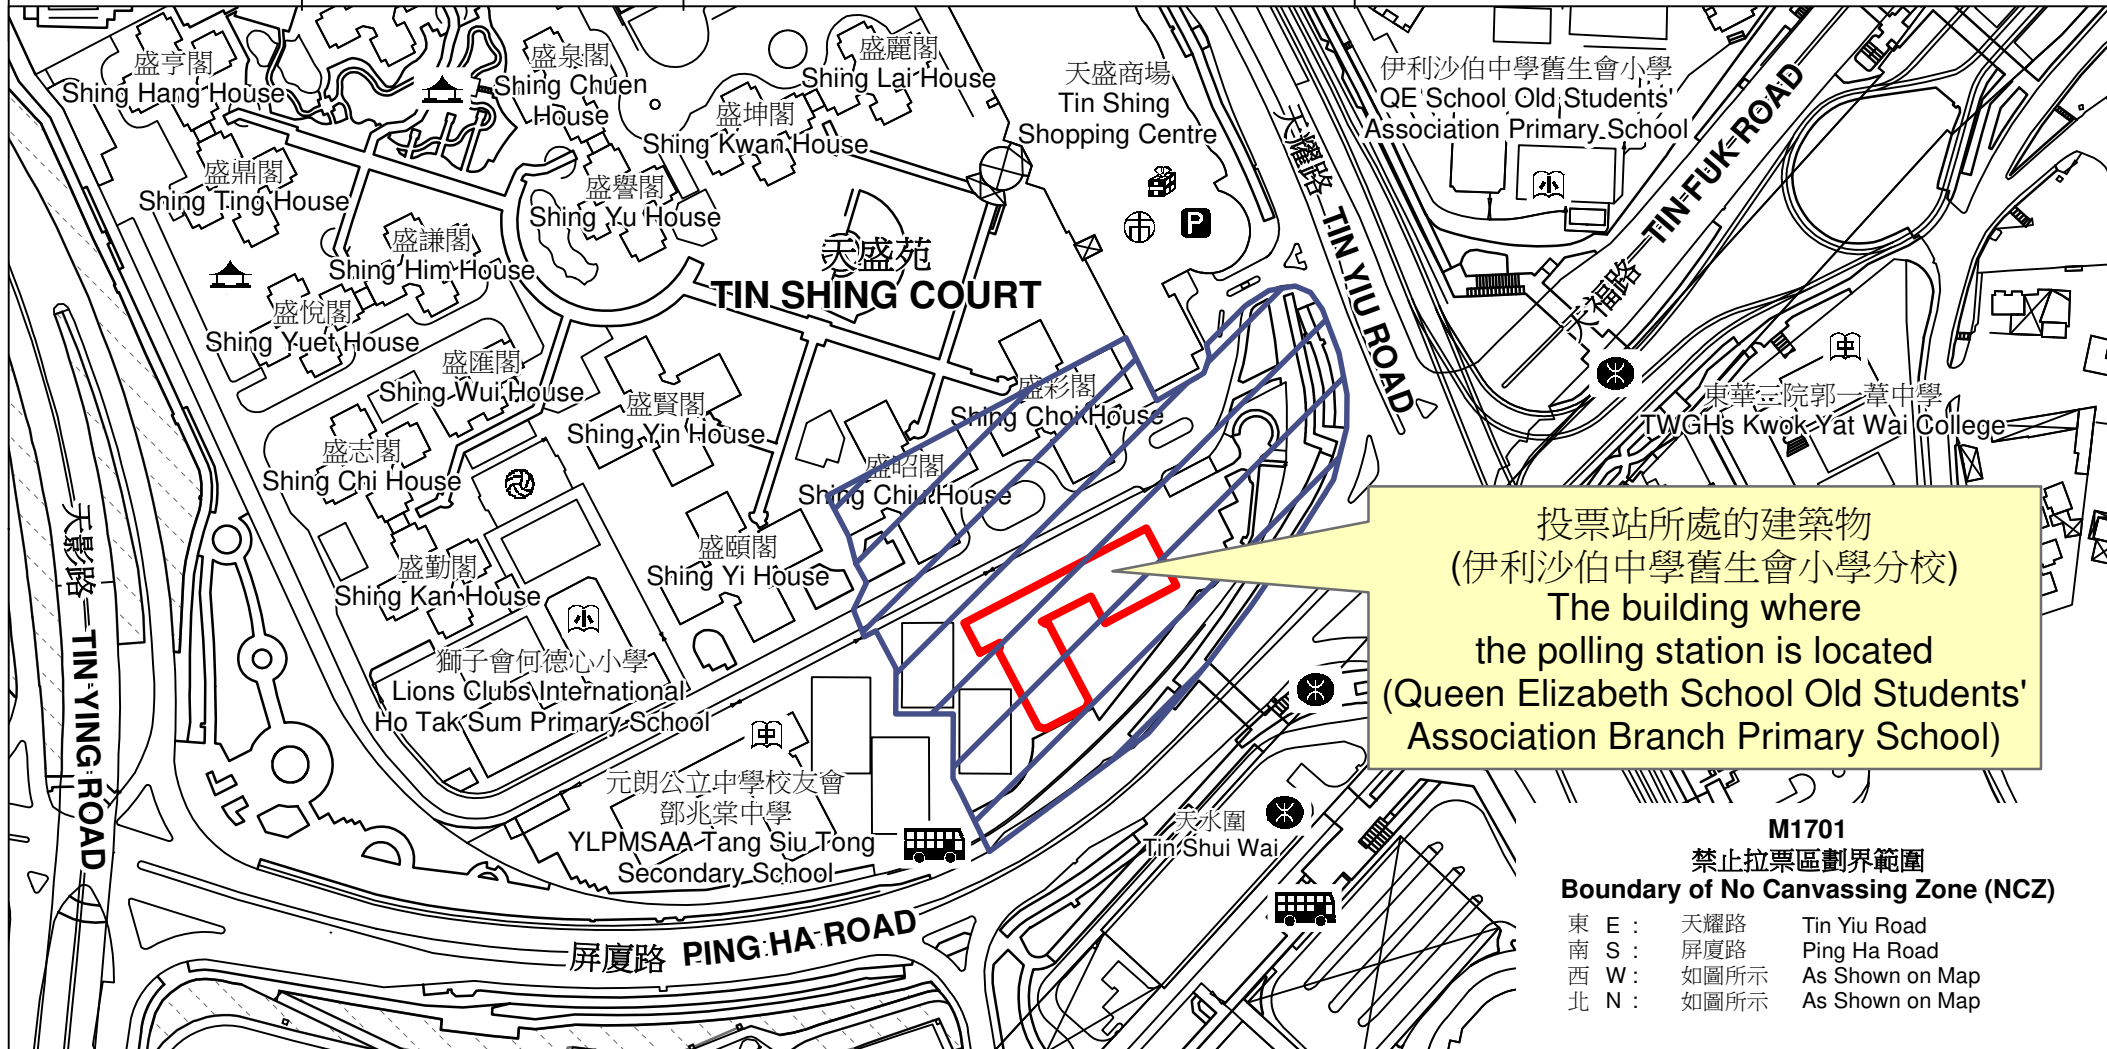 盛亨閣
Shing Hang House
盛泉閣
Shing Chuen
House
盛麗閣
Shing Lai House
盛坤閣
Shing Kwan House
天盛商場
Tin Shing
Shopping Centre
伊利沙伯中學舊生會小學
QE School Old Students'
Association Primary School
小
天耀路 TIN YIU ROAD
天福路 TIN FUK ROAD
盛鼎閣
Shing Ting House
盛譽閣
Shing Yu House
盛謙閣
Shing Him House
天盛苑
TIN SHING COURT
市
P
盛悅閣
Shing Yuet House
盛匯閣
Shing Wui House
盛賢閣
Shing Yin House
盛彩閣
Shing Choi House
中
東華三院郭一葦中學
TWGHs Kwok Yat Wai College
盛志閣
Shing Chi House
盛昭閣
Shing Chiu House
盛頤閣
Shing Yi House
盛勤閣
Shing Kan House
小
獅子會何德心小學
Lions Clubs International
Ho Tak Sum Primary School
天影路 TIN YING ROAD
中
元朗公立中學校友會
鄧兆棠中學
YLPMSAA Tang Siu Tong
Secondary School
天水圍
Tin Shui Wai
屏廈路 PING HA ROAD
投票站所處的建築物
(伊利沙伯中學舊生會小學分校)
The building where
the polling station is located
(Queen Elizabeth School Old Students'
Association Branch Primary School)
M1701
禁止拉票區劃界範圍
Boundary of No Canvassing Zone (NCZ)
東 E : 天耀路 Tin Yiu Road
南 S : 屏廈路 Ping Ha Road
西 W : 如圖所示 As Shown on Map
北 N : 如圖所示 As Shown on Map